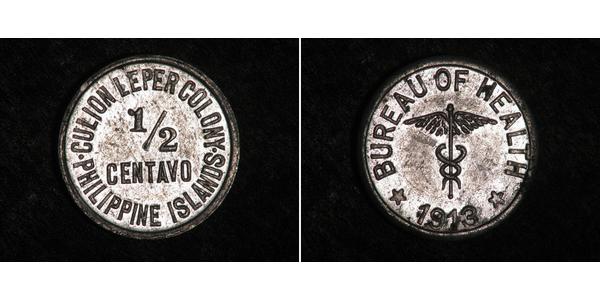 CULION LEPER COLONY
1/2
CENTAVO
·PHILIPPINE ISLANDS·
BUREAU OF HEALTH
1913